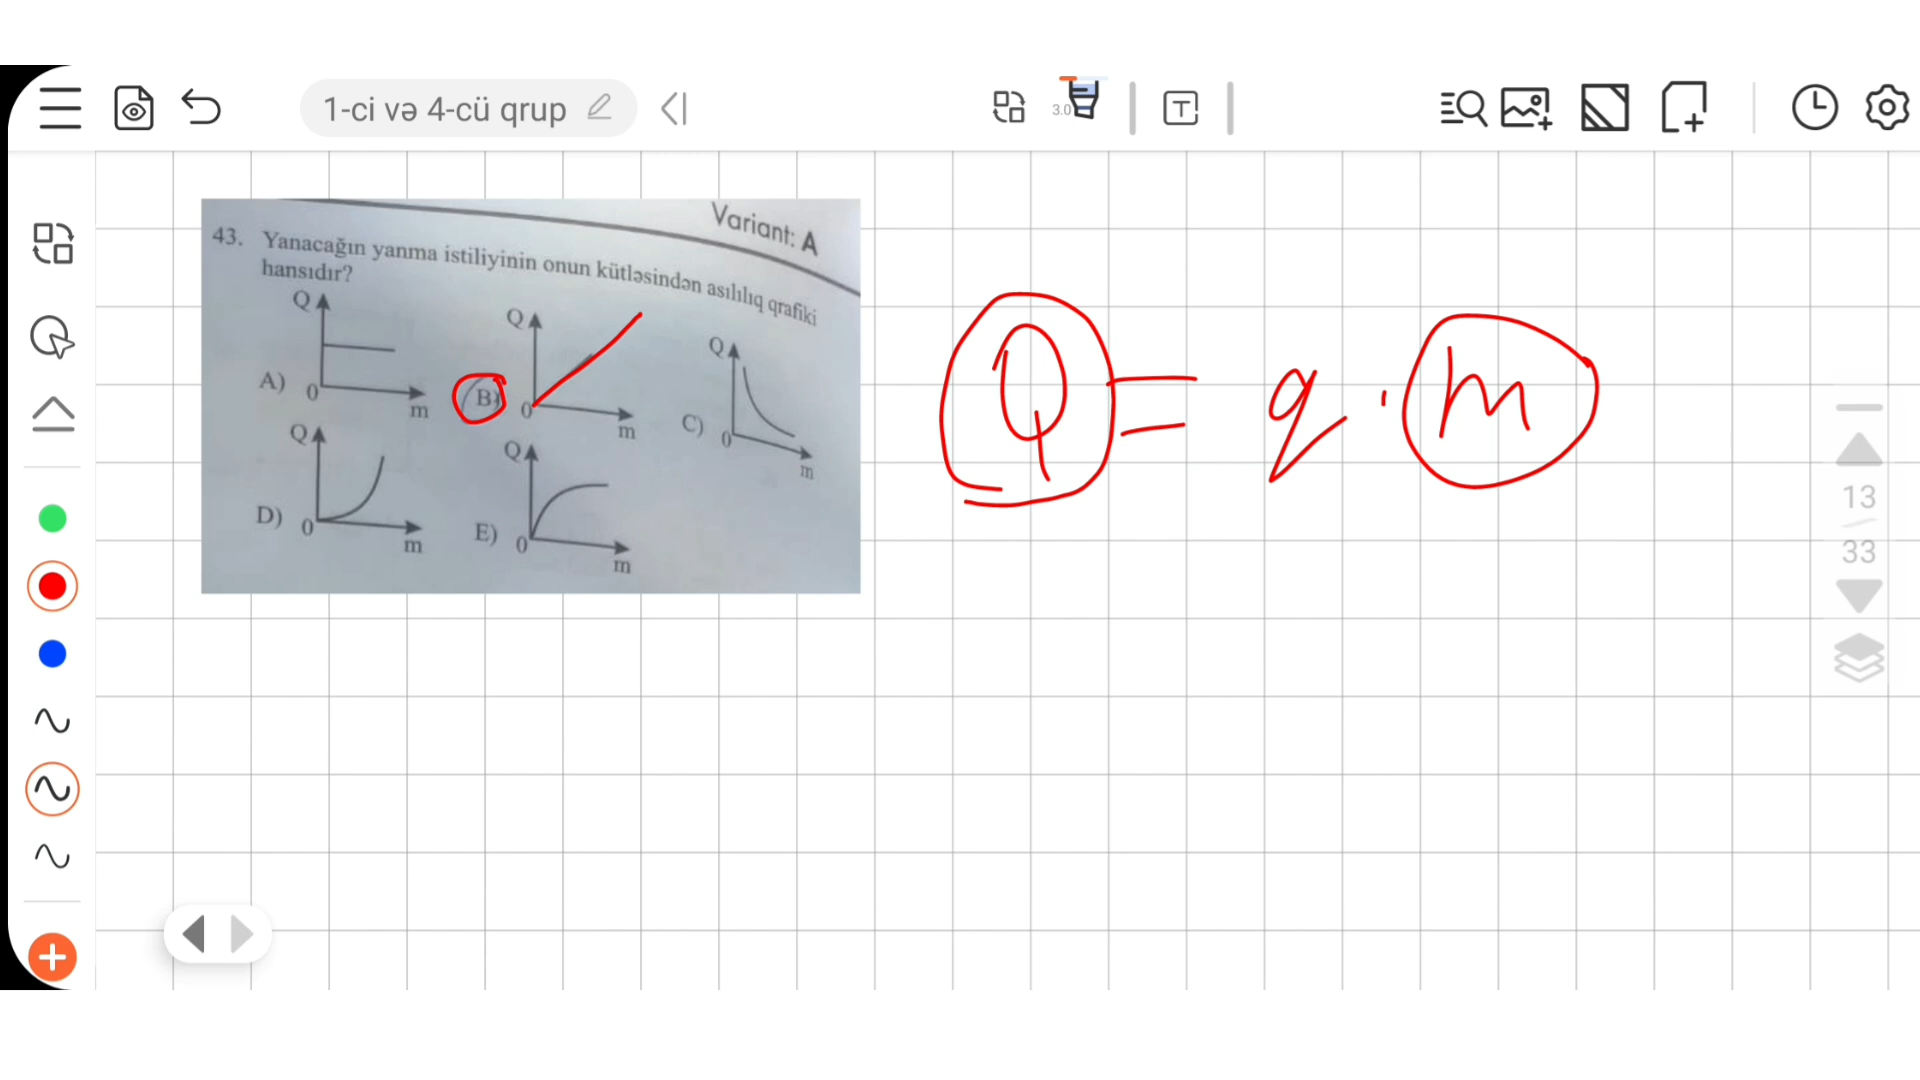 1-ci və 4-cü qrup
3.0
T
Variant: A
43. Yanacağın yanma istiliyinin onun kütləsindən asılılıq qrafiki
hansıdır?
Q
A) 0 m
Q
B) 0 m
Q
C) 0 m
Q
D) 0 m
Q
E) 0 m
Q = q · m
13
33